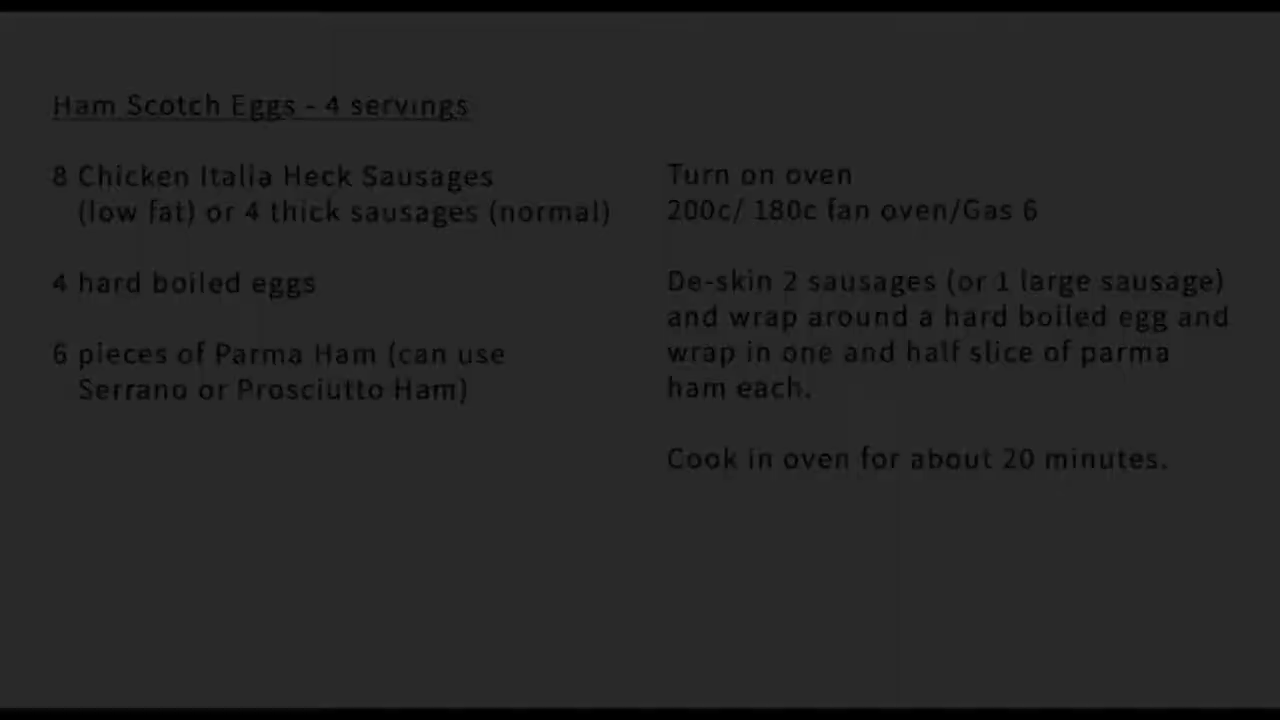 Ham Scotch Eggs - 4 servings
8 Chicken Italia Heck Sausages
(low fat) or 4 thick sausages (normal)
4 hard boiled eggs
6 pieces of Parma Ham (can use
Serrano or Prosciutto Ham)
Turn on oven
200c/ 180c fan oven/Gas 6
De-skin 2 sausages (or 1 large sausage)
and wrap around a hard boiled egg and
wrap in one and half slice of parma
ham each.
Cook in oven for about 20 minutes.